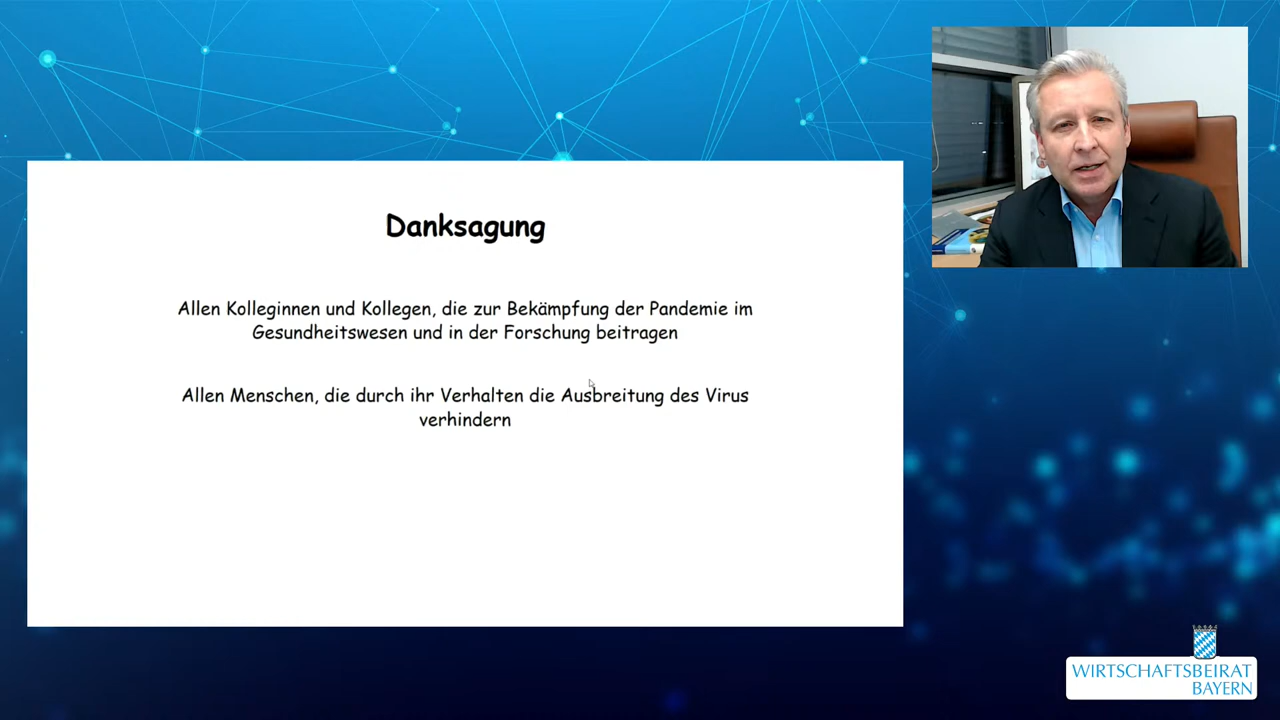 Danksagung
Allen Kolleginnen und Kollegen, die zur Bekämpfung der Pandemie im
Gesundheitswesen und in der Forschung beitragen
Allen Menschen, die durch ihr Verhalten die Ausbreitung des Virus
verhindern
WIRTSCHAFTSBEIRAT
BAYERN